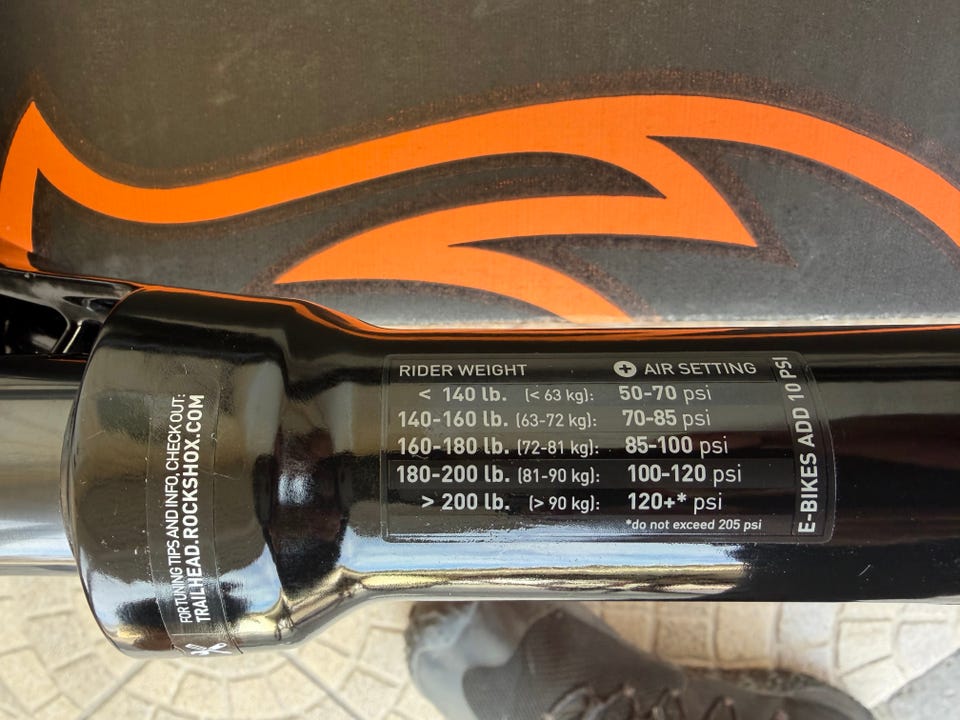 RIDER WEIGHT + AIR SETTING
< 140 lb. (< 63 kg): 50-70 psi
140-160 lb. (63-72 kg): 70-85 psi
160-180 lb. (72-81 kg): 85-100 psi
180-200 lb. (81-90 kg): 100-120 psi
> 200 lb. (> 90 kg): 120+* psi
*do not exceed 205 psi
E-BIKES ADD 10 PSI
FOR TUNING TIPS AND INFO, CHECK OUT:
TRAILHEAD.ROCKSHOX.COM